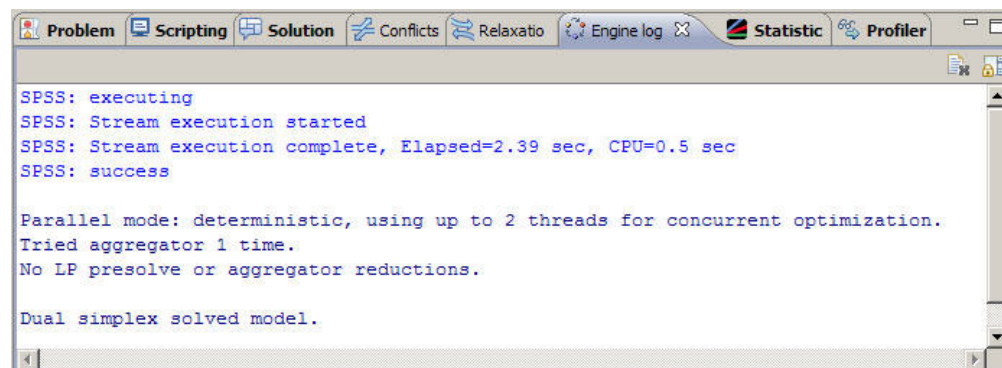 Problem Scripting Solution Conflicts Relaxatio Engine log Statistic Profiler
SPSS: executing
SPSS: Stream execution started
SPSS: Stream execution complete, Elapsed=2.39 sec, CPU=0.5 sec
SPSS: success
Parallel mode: deterministic, using up to 2 threads for concurrent optimization.
Tried aggregator 1 time.
No LP presolve or aggregator reductions.
Dual simplex solved model.